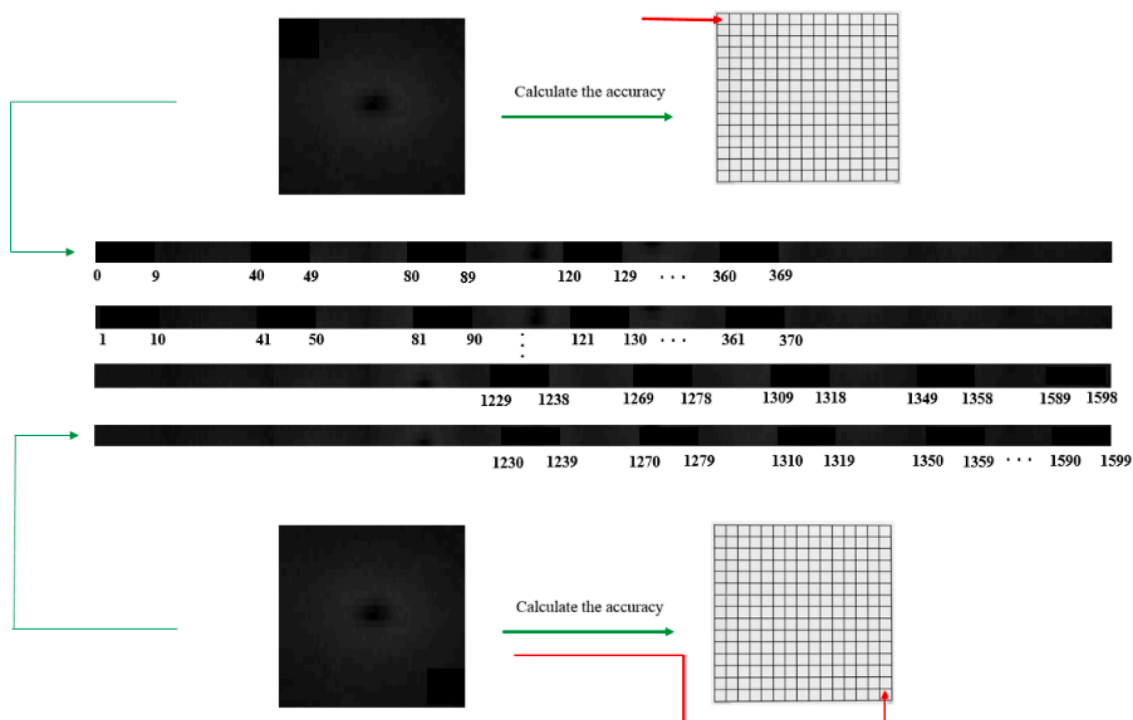 Calculate the accuracy
0 9 40 49 80 89 120 129 ... 360 369
1 10 41 50 81 90 121 130 ... 361 370
1229 1238 1269 1278 1309 1318 1349 1358 1589 1598
1230 1239 1270 1279 1310 1319 1350 1359 ... 1590 1599
Calculate the accuracy